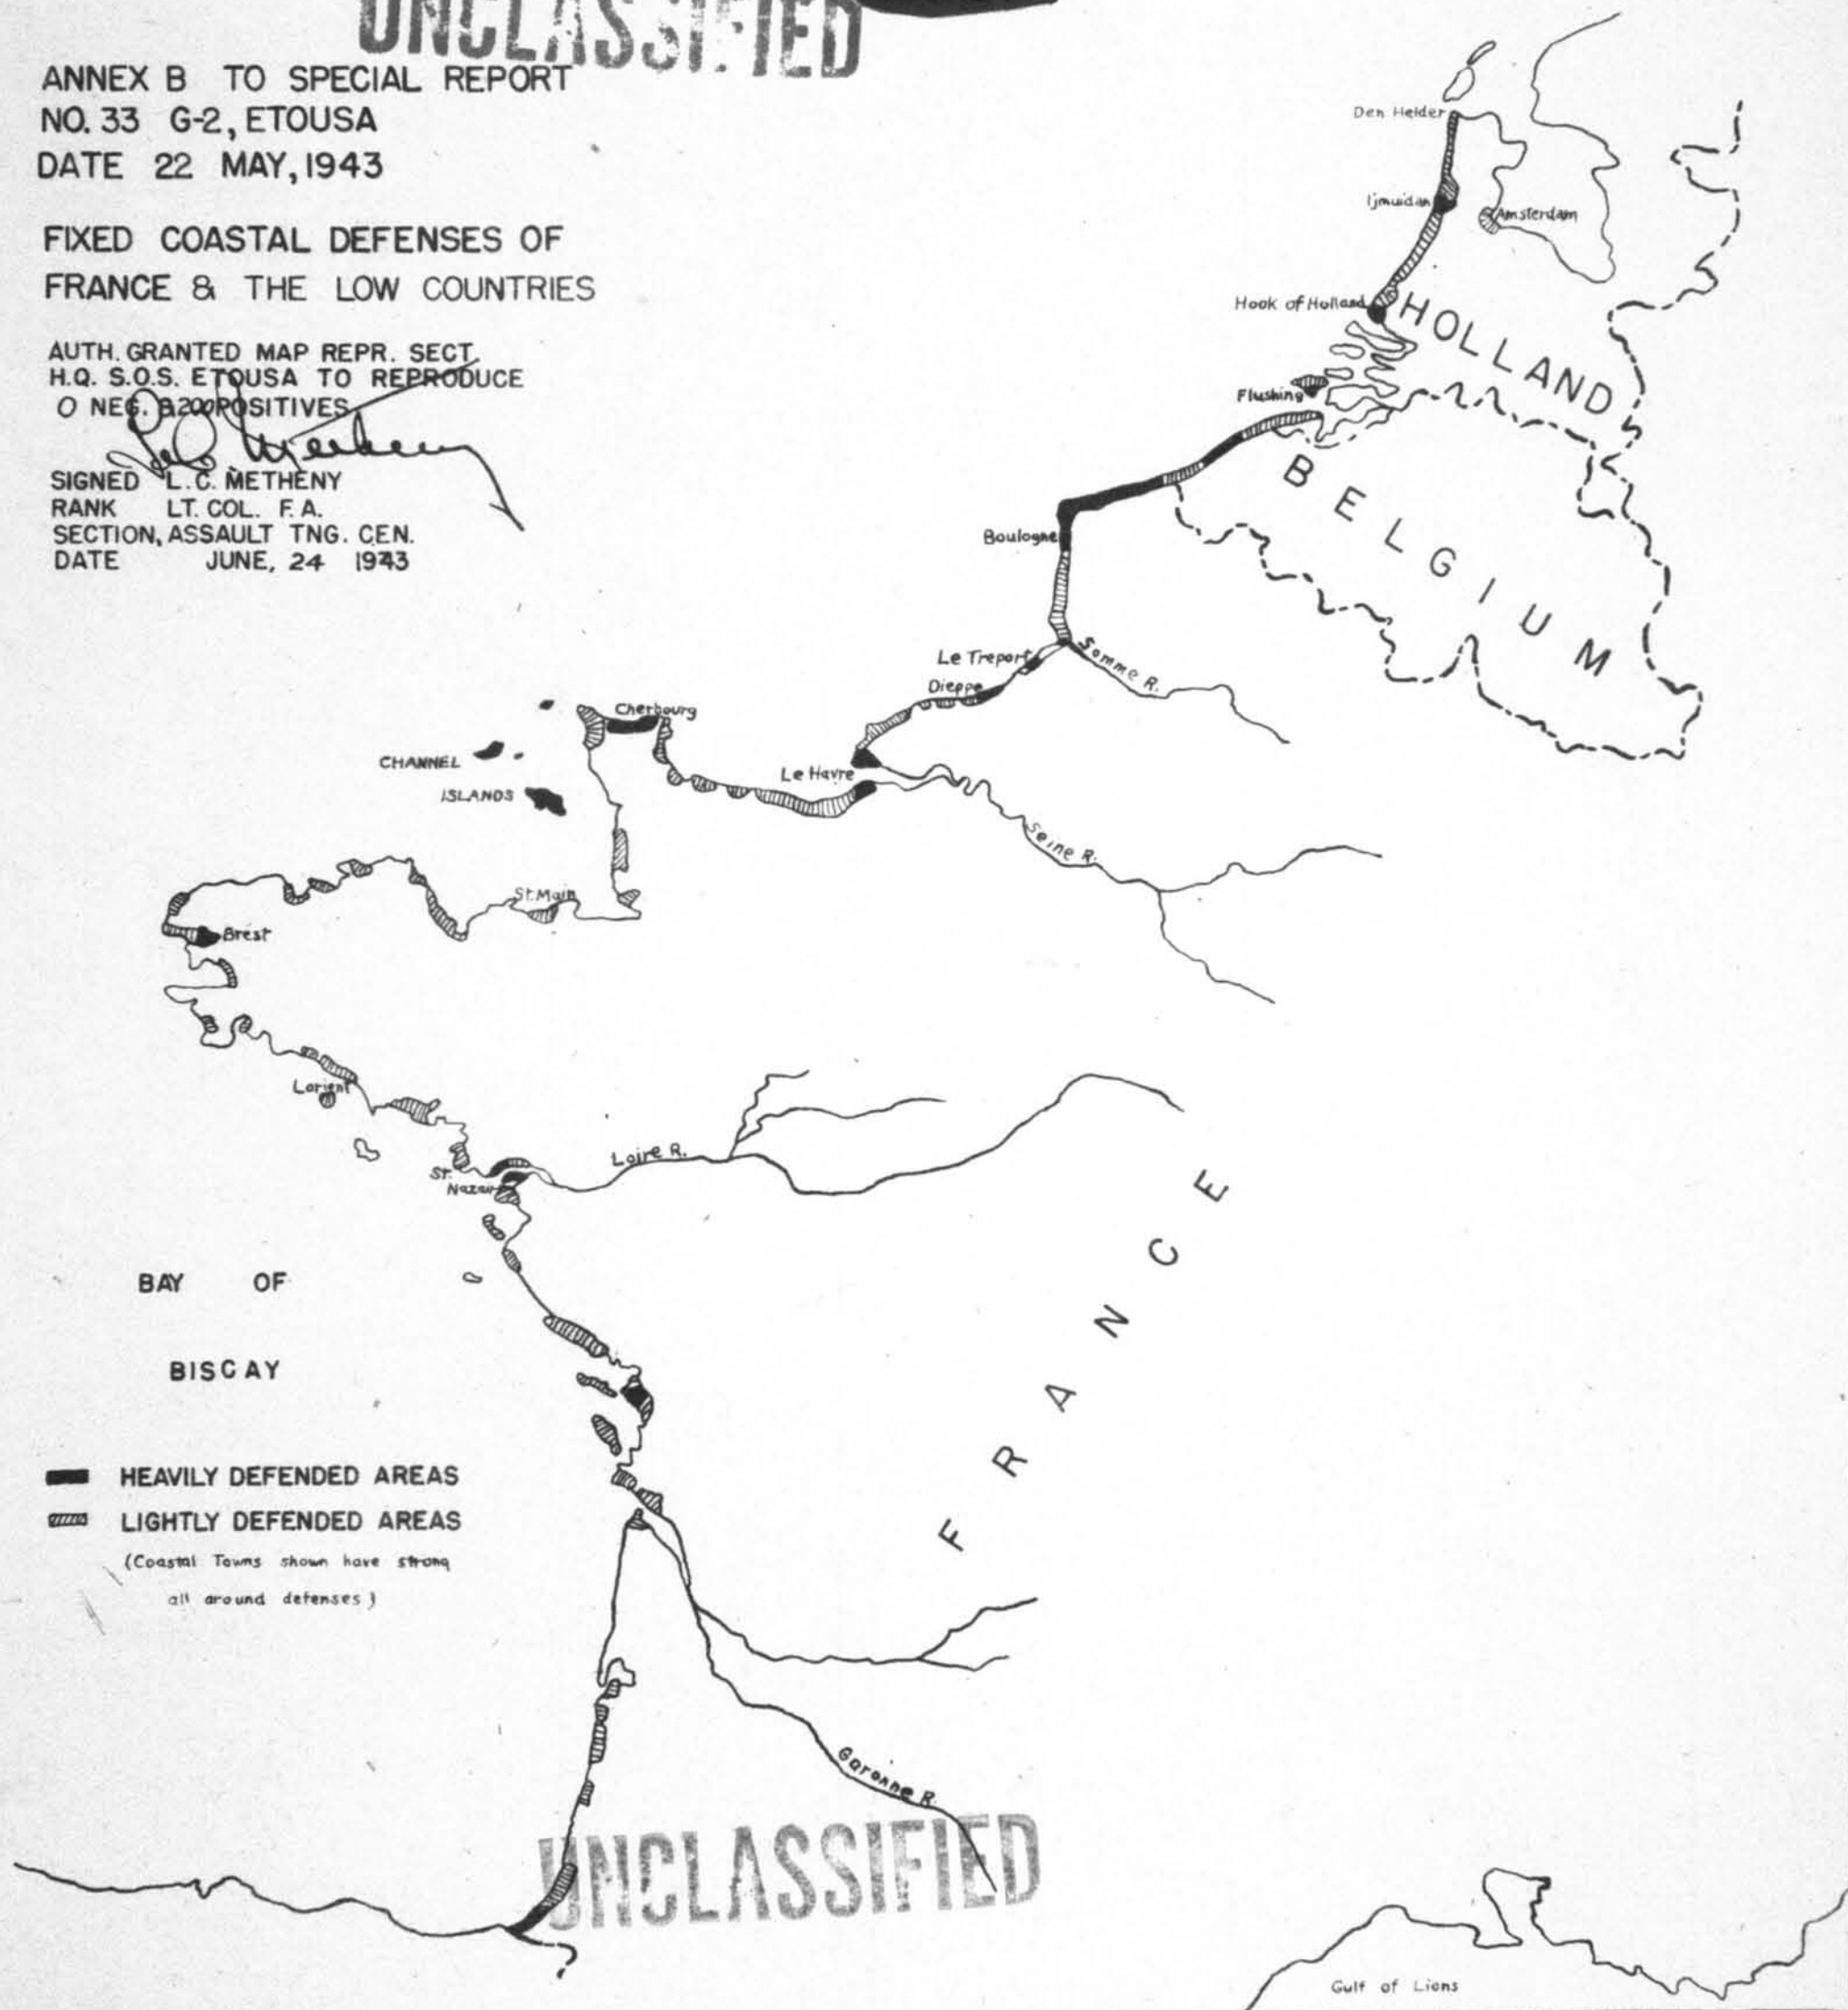 UNCLASSIFIED
ANNEX B TO SPECIAL REPORT
NO. 33 G-2, ETOUSA
DATE 22 MAY, 1943
FIXED COASTAL DEFENSES OF
FRANCE & THE LOW COUNTRIES
AUTH. GRANTED MAP REPR. SECT.
H.Q. S.O.S. ETOUSA TO REPRODUCE
O NEG. POSITIVES
SIGNED L. C. METHENY
RANK LT. COL. F. A.
SECTION, ASSAULT TNG. CEN.
DATE JUNE, 24 1943
Den Helder
Ijmuidan
Amsterdam
Hook of Holland
HOLLAND
Flushing
BELGIUM
Boulogne
Le Treport
Somme R.
Dieppe
Cherbourg
CHANNEL
ISLANDS
Le Havre
Seine R.
St. Main
Brest
Lorient
Loire R.
St.
Nazair
FRANCE
BAY OF
BISCAY
HEAVILY DEFENDED AREAS
LIGHTLY DEFENDED AREAS
(Coastal Towns shown have strong
all around defenses)
Garonne R.
UNCLASSIFIED
Gulf of Lions